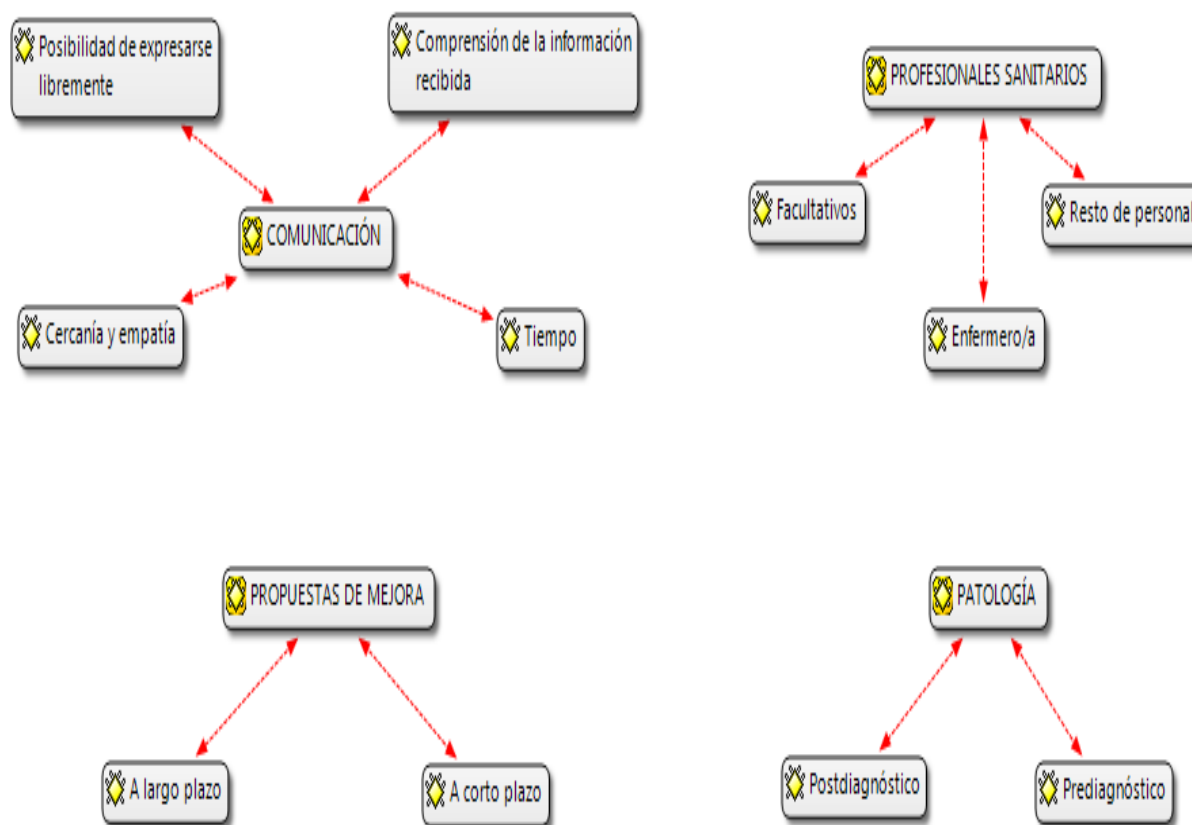 Posibilidad de expresarse
libremente
Comprensión de la información
recibida
COMUNICACIÓN
Cercanía y empatía
Tiempo
PROFESIONALES SANITARIOS
Facultativos
Resto de personal
Enfermero/a
PROPUESTAS DE MEJORA
A largo plazo
A corto plazo
PATOLOGÍA
Postdiagnóstico
Prediagnóstico